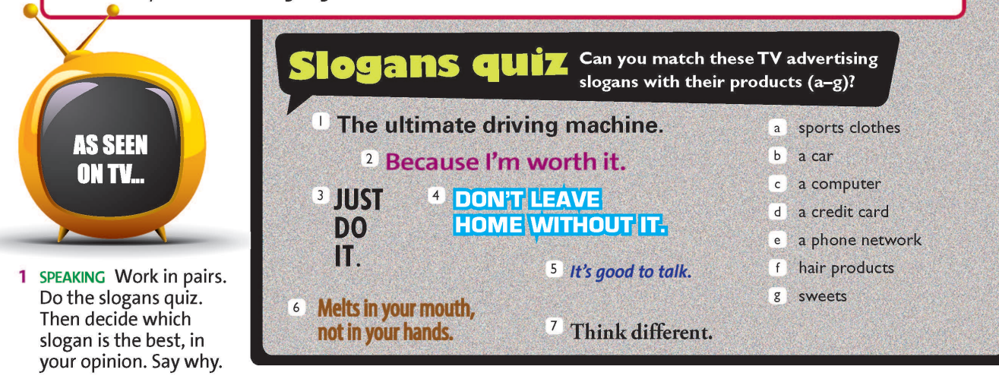 AS SEEN
ON TV...
1 SPEAKING Work in pairs.
Do the slogans quiz.
Then decide which
slogan is the best, in
your opinion. Say why.
Slogans quiz
Can you match these TV advertising
slogans with their products (a–g)?
1 The ultimate driving machine.
2 Because I'm worth it.
3 JUST
DO
IT.
4 DON'T LEAVE
HOME WITHOUT IT.
5 It's good to talk.
6 Melts in your mouth,
not in your hands.
7 Think different.
a sports clothes
b a car
c a computer
d a credit card
e a phone network
f hair products
g sweets